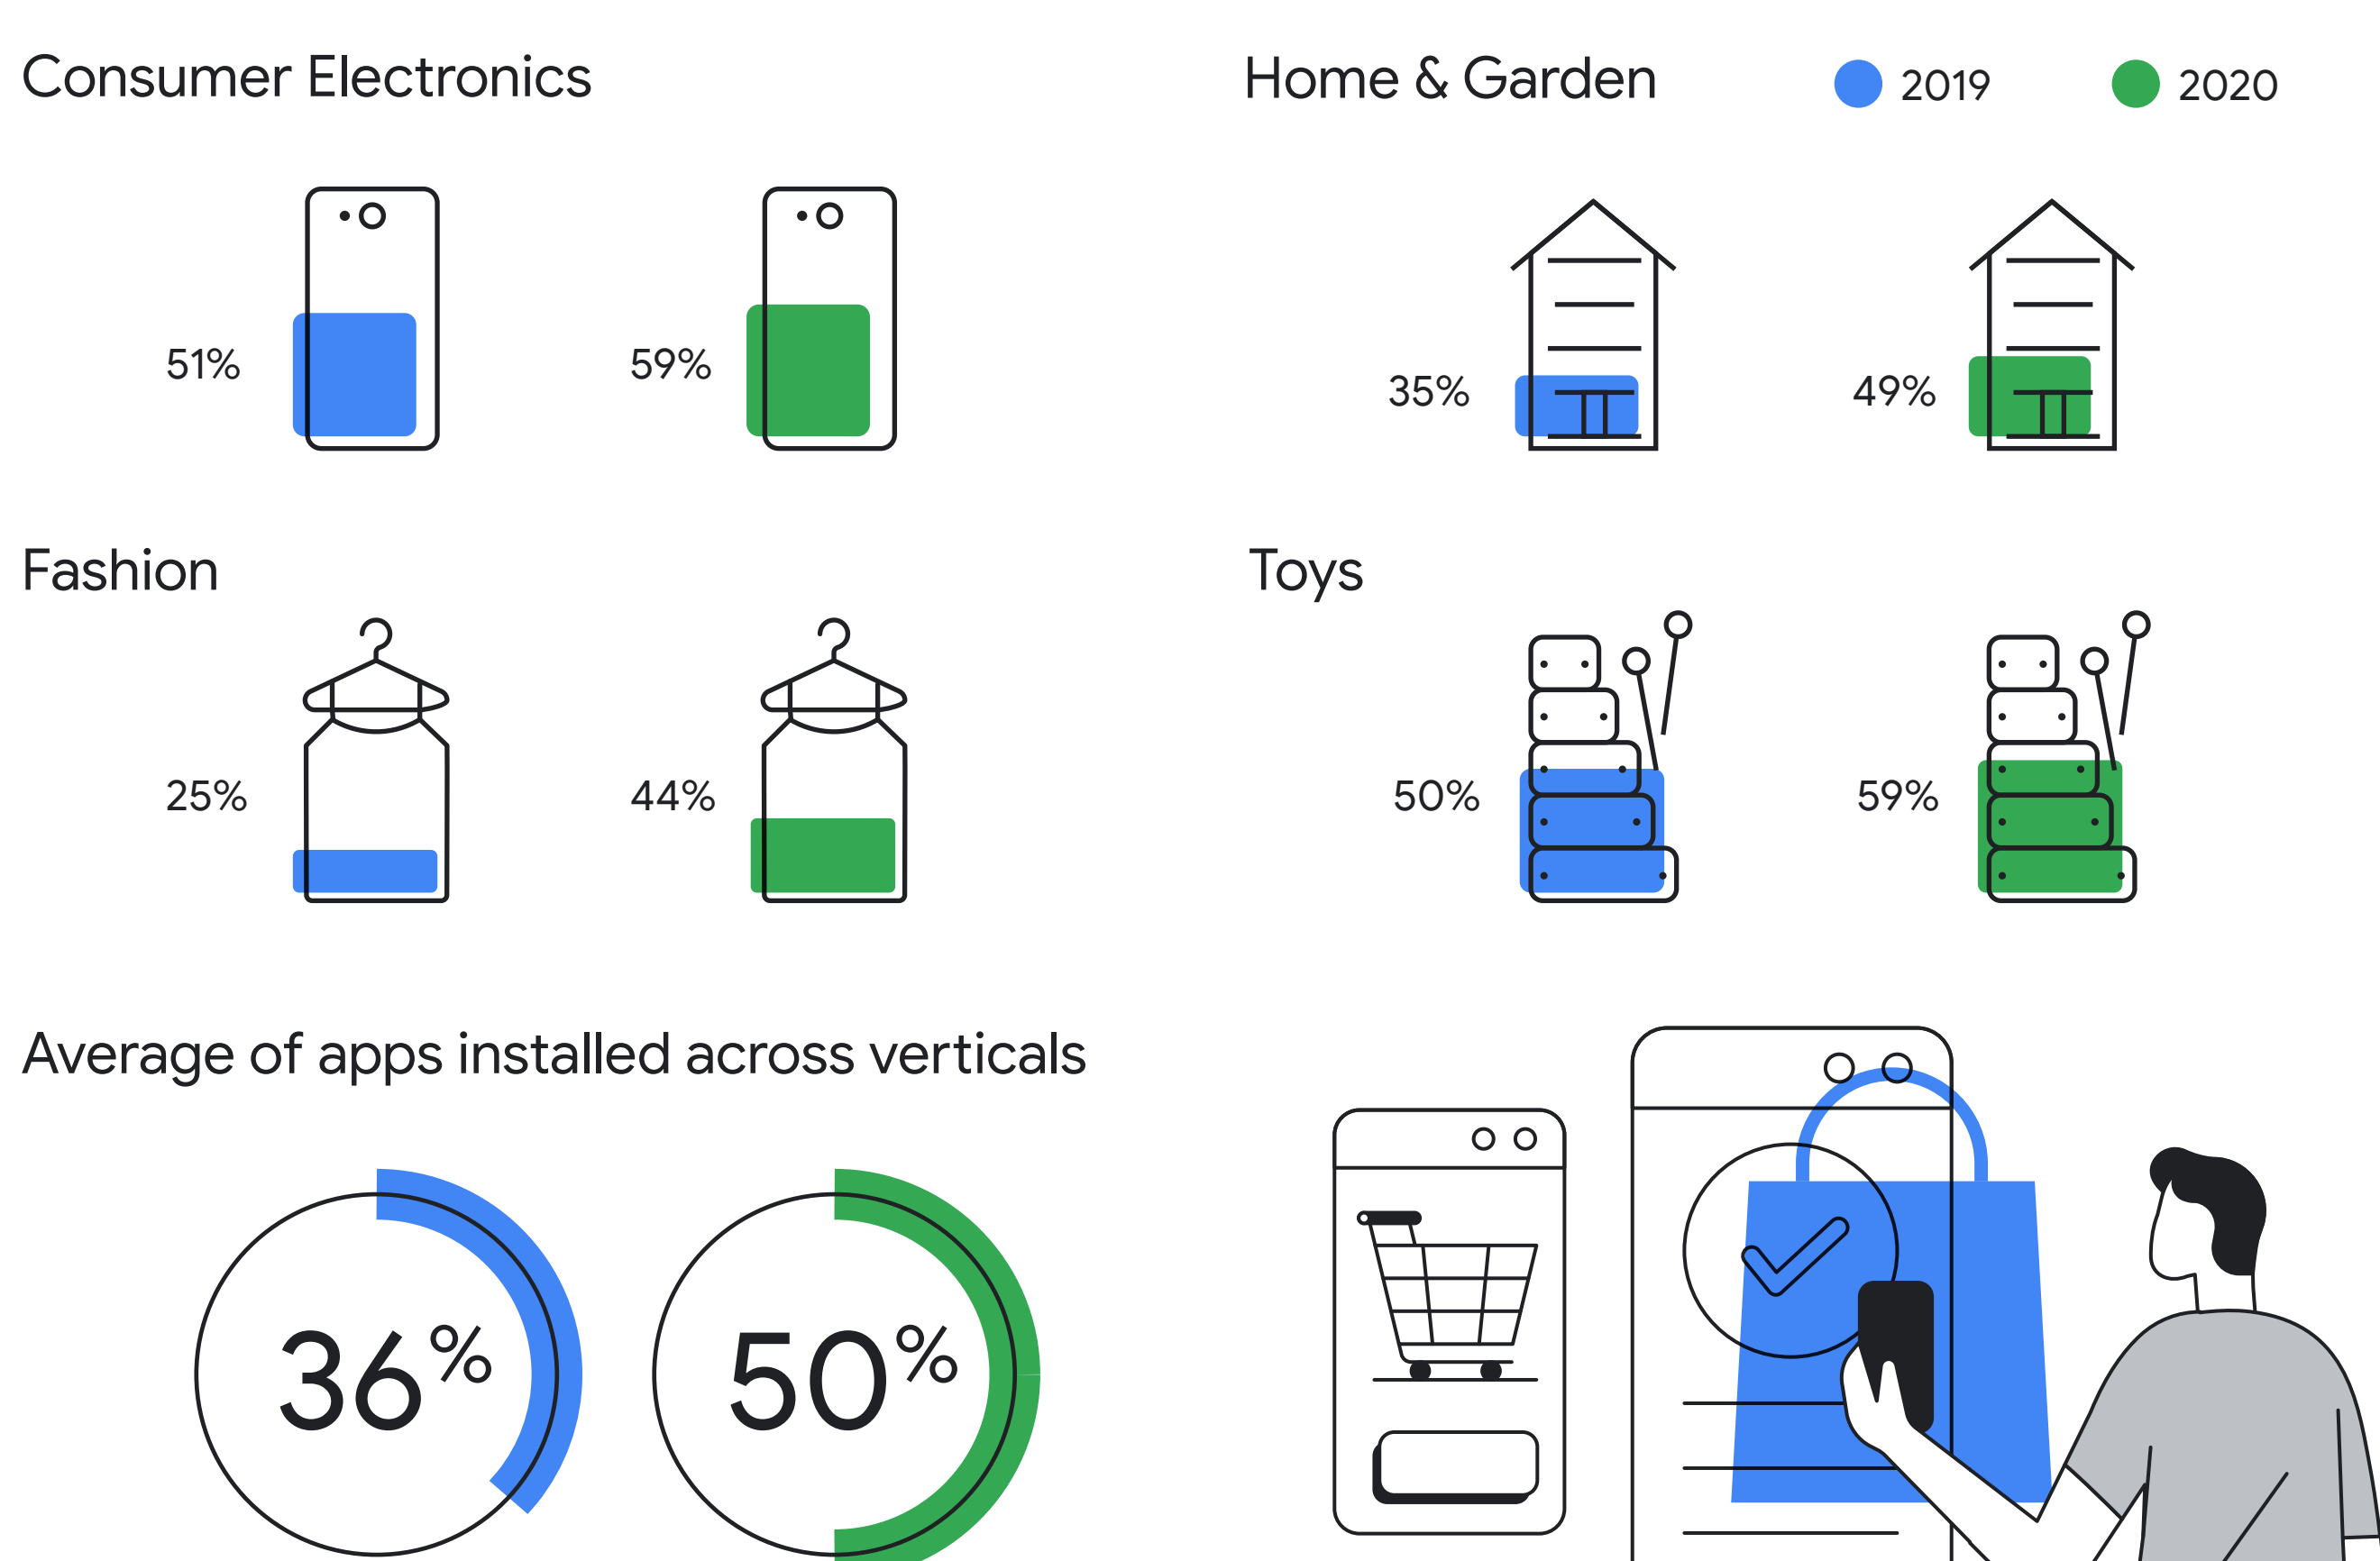 Consumer Electronics
Home & Garden
2019
2020
51%
59%
35%
49%
Fashion
Toys
25%
44%
50%
59%
Average of apps installed across verticals
36%
50%